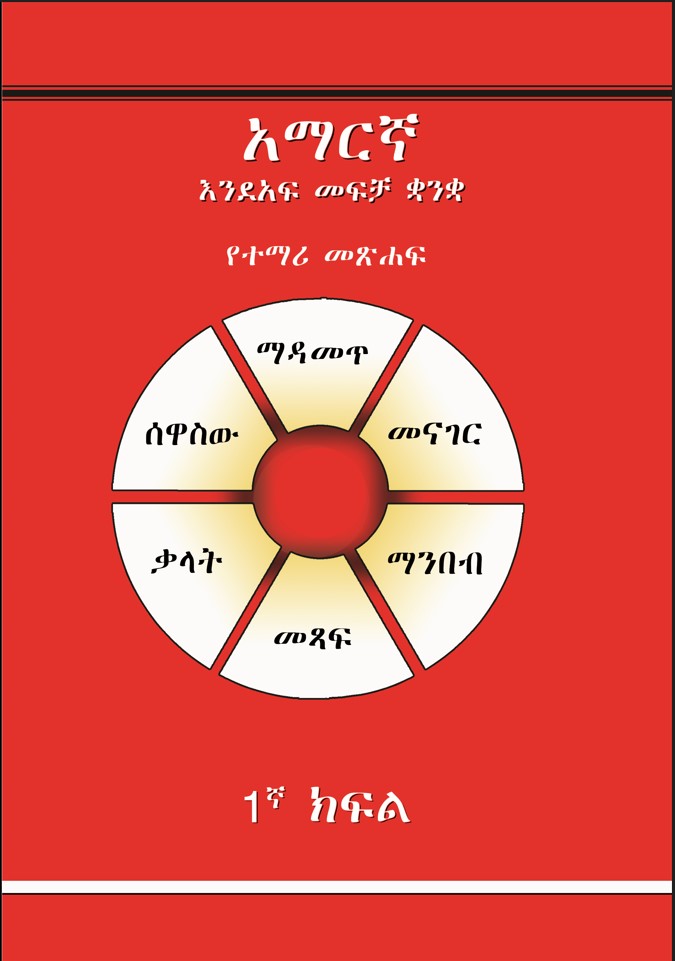 አማርኛ
እንደአፍ መፍቻ ቋንቋ
የተማሪ መጽሐፍ
ማዳመጥ
መናገር
ማንበብ
መጻፍ
ቃላት
ሰዋስው
1ኛ ክፍል